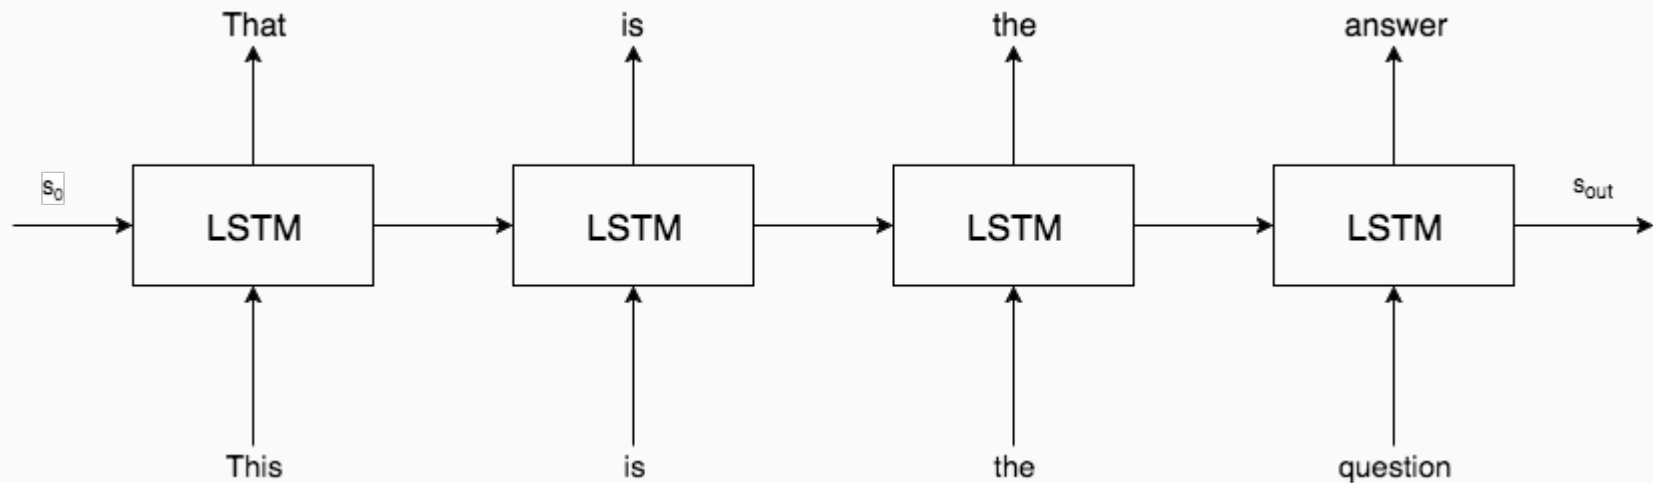 That is the answer
s₀ LSTM LSTM LSTM LSTM sout
This is the question